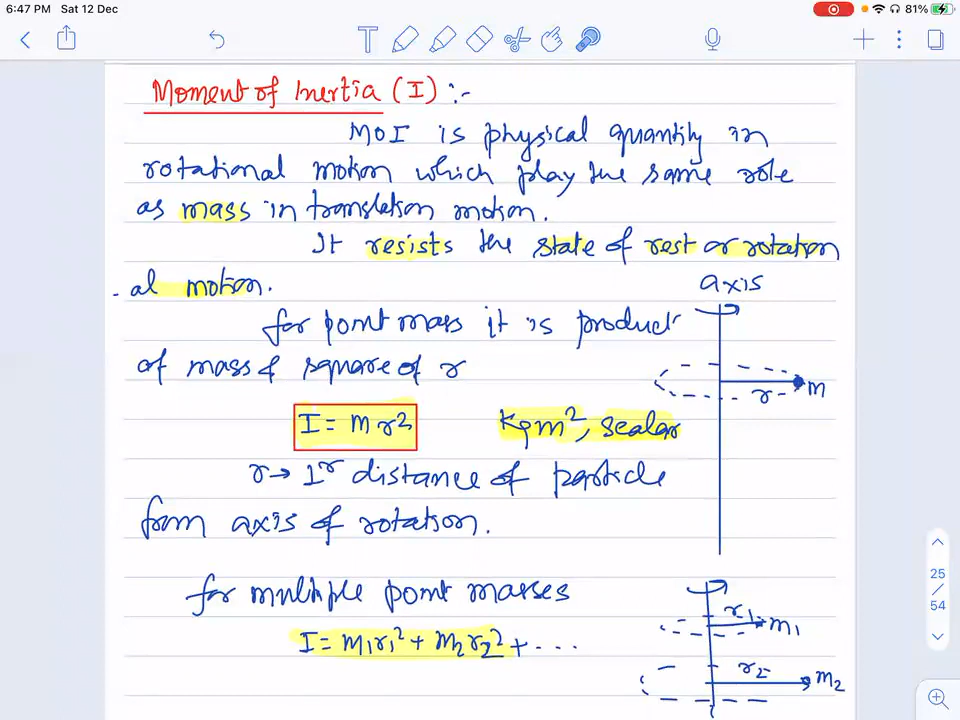 6:47 PM Sat 12 Dec 81%
Moment of Inertia (I) :-
MoI is physical quantity in
rotational motion which play the same role
as mass in translation motion.
It resists the state of rest or rotation
al motion.
axis
for point mass it is product
of mass & square of r
r m
I = mr² Kgm², scalar
r → ⊥r distance of particle
from axis of rotation.
for multiple point masses
r1 m1
I = m1r1² + m2r2² + ...
r2 m2
25
/
54